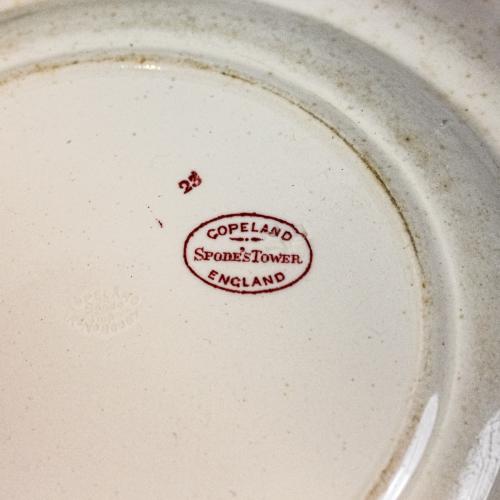 23
COPELAND
SPODE'S TOWER
ENGLAND